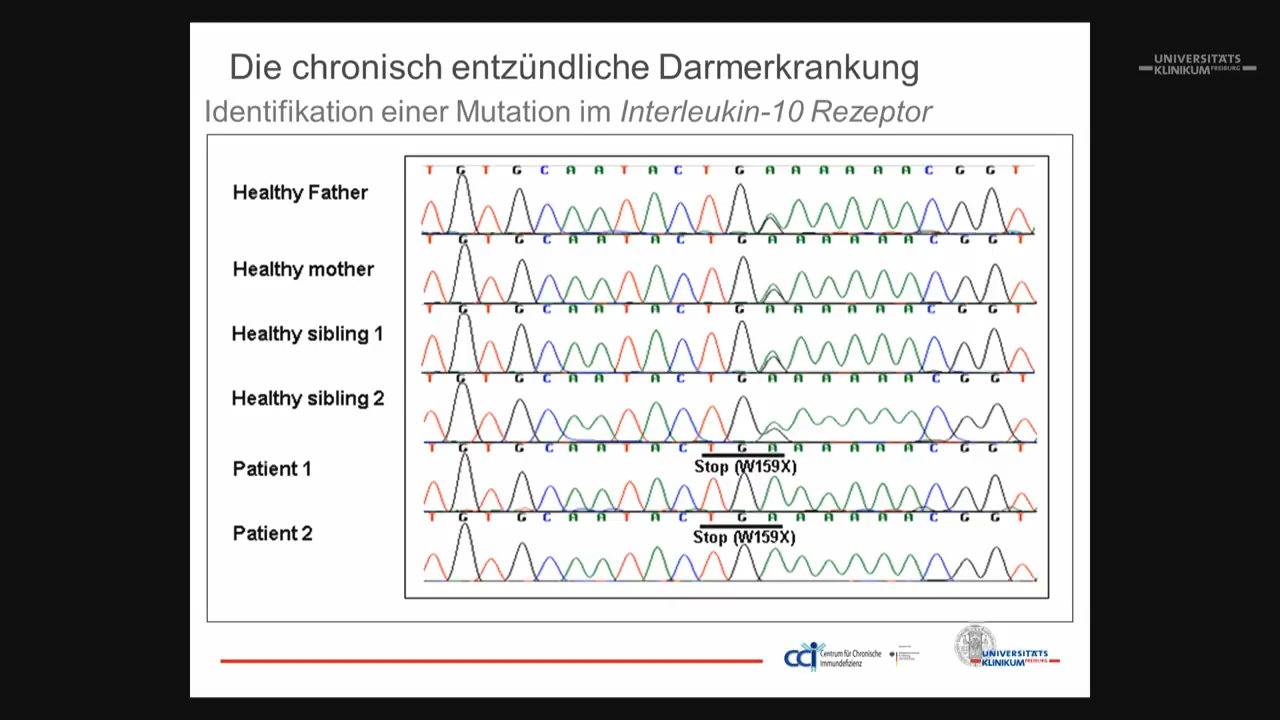 Die chronisch entzündliche Darmerkrankung
UNIVERSITÄTS
KLINIKUM FREIBURG
Identifikation einer Mutation im Interleukin-10 Rezeptor
T G T G C A A T A C T G A A A A A A C G G T
Healthy Father
T G T G C A A T A C T G A A A A A A C G G T
Healthy mother
T G T G C A A T A C T G A A A A A A C G G T
Healthy sibling 1
T G T G C A A T A C T G A A A A A A C G G T
Healthy sibling 2
T G T G C A A T A C T G A A A A A A C G G T
Stop (W159X)
Patient 1
T G T G C A A T A C T G A A A A A A C G G T
Stop (W159X)
Patient 2
CCI Centrum für Chronische
Immundefizienz
UNIVERSITÄTS
KLINIKUM FREIBURG